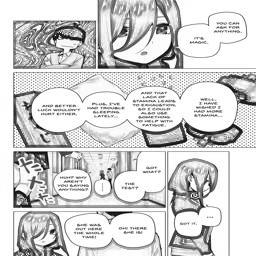 YOU CAN
ASK FOR
ANYTHING.
IT'S
MAGIC.
WELL,
I HAVE
WISHED I
HAD MORE
STAMINA...
AND THAT
LACK OF
STAMINA LEADS
TO EXHAUSTION,
SO I COULD
ALSO USE
SOMETHING
TO HELP WITH
FATIGUE.
PLUS, I'VE
HAD TROUBLE
SLEEPING
LATELY...
AND BETTER
LUCK WOULDN'T
HURT EITHER.
...
GOT IT.
GOT
WHAT?
THE
TEST?
HUH? WHY
AREN'T
YOU SAYING
ANYTHING?
OH! THERE
SHE IS!
SHE WAS
OUT HERE
THE WHOLE
TIME!